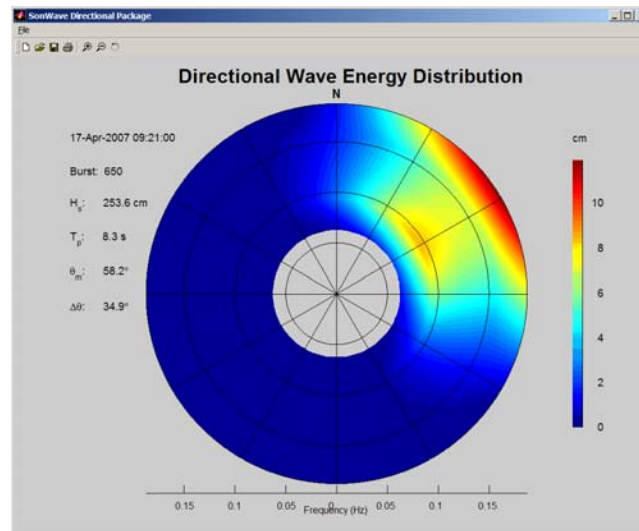 SonWave Directional Package
File
Directional Wave Energy Distribution
N
17-Apr-2007 09:21:00
Burst: 650
Hs: 253.6 cm
Tp: 8.3 s
θm: 58.2°
Δθ: 34.9°
cm
10
8
6
4
2
0
0.15 0.1 0.05 0 0.05 0.1 0.15
Frequency (Hz)